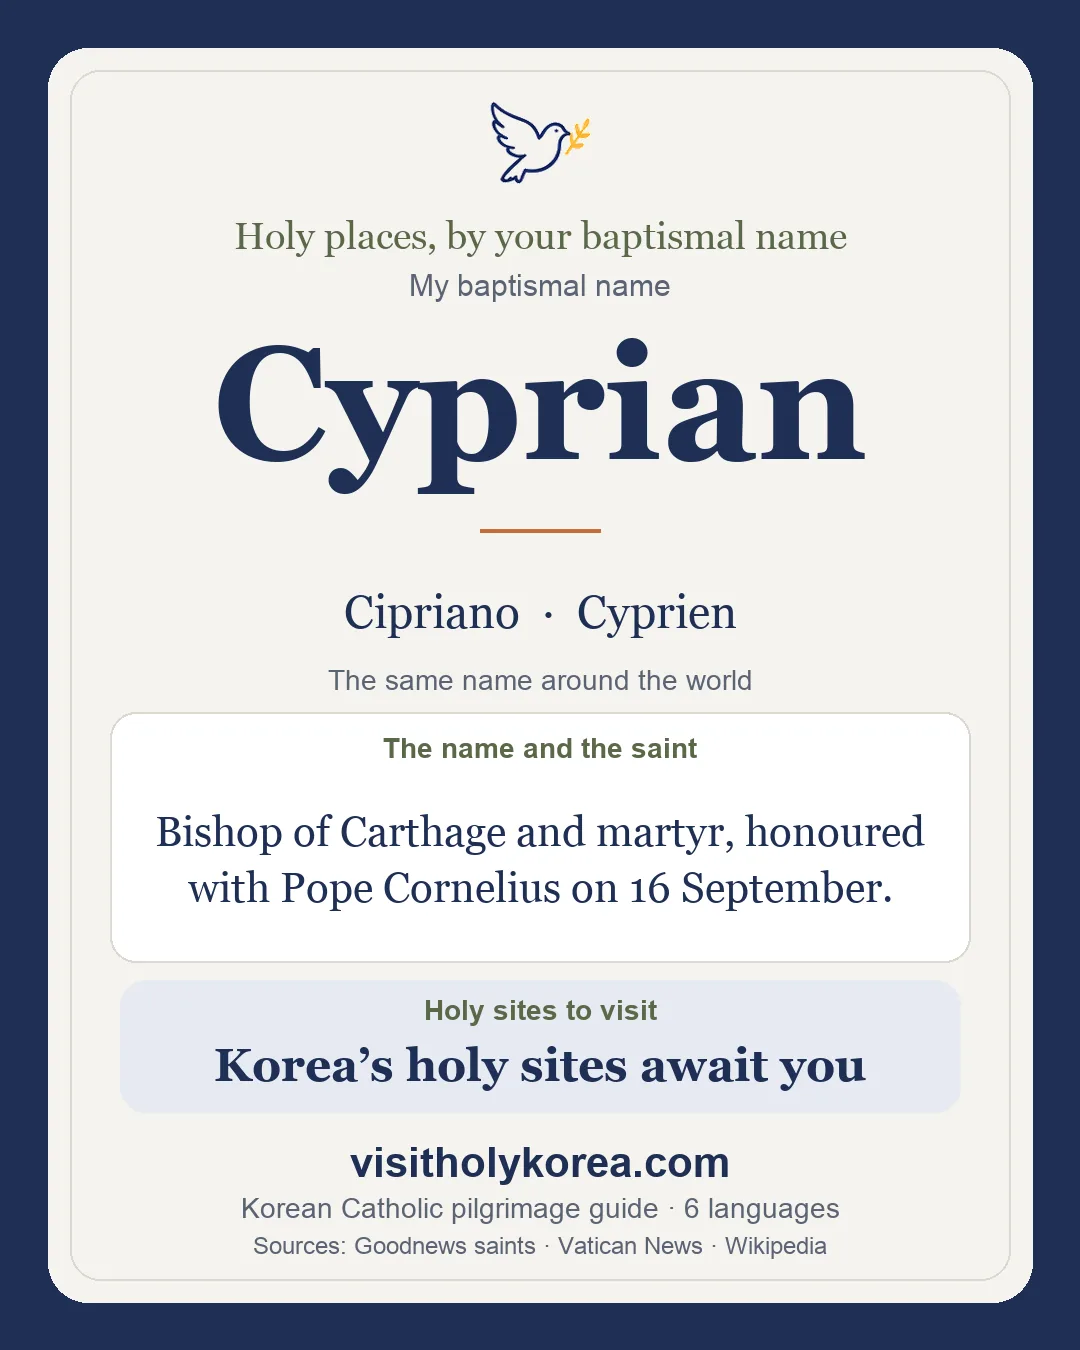 Holy places, by your baptismal name
My baptismal name
Cyprian
Cipriano · Cyprien
The same name around the world
The name and the saint
Bishop of Carthage and martyr, honoured
with Pope Cornelius on 16 September.
Holy sites to visit
Korea’s holy sites await you
visitholykorea.com
Korean Catholic pilgrimage guide · 6 languages
Sources: Goodnews saints · Vatican News · Wikipedia